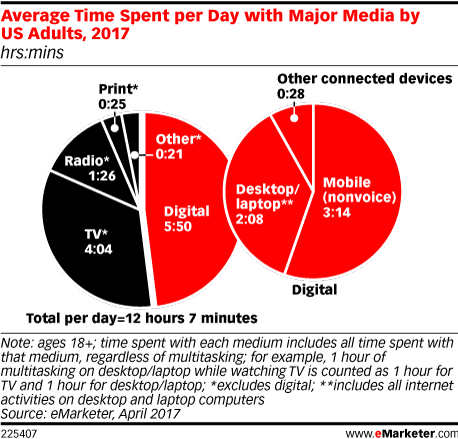 Average Time Spent per Day with Major Media by
US Adults, 2017
hrs:mins
Print*
0:25
Other*
0:21
Radio*
1:26
TV*
4:04
Digital
5:50
Other connected devices
0:28
Desktop/
laptop**
2:08
Mobile
(nonvoice)
3:14
Digital
Total per day=12 hours 7 minutes
Note: ages 18+; time spent with each medium includes all time spent with
that medium, regardless of multitasking; for example, 1 hour of
multitasking on desktop/laptop while watching TV is counted as 1 hour for
TV and 1 hour for desktop/laptop; *excludes digital; **includes all internet
activities on desktop and laptop computers
Source: eMarketer, April 2017
225407
www.eMarketer.com